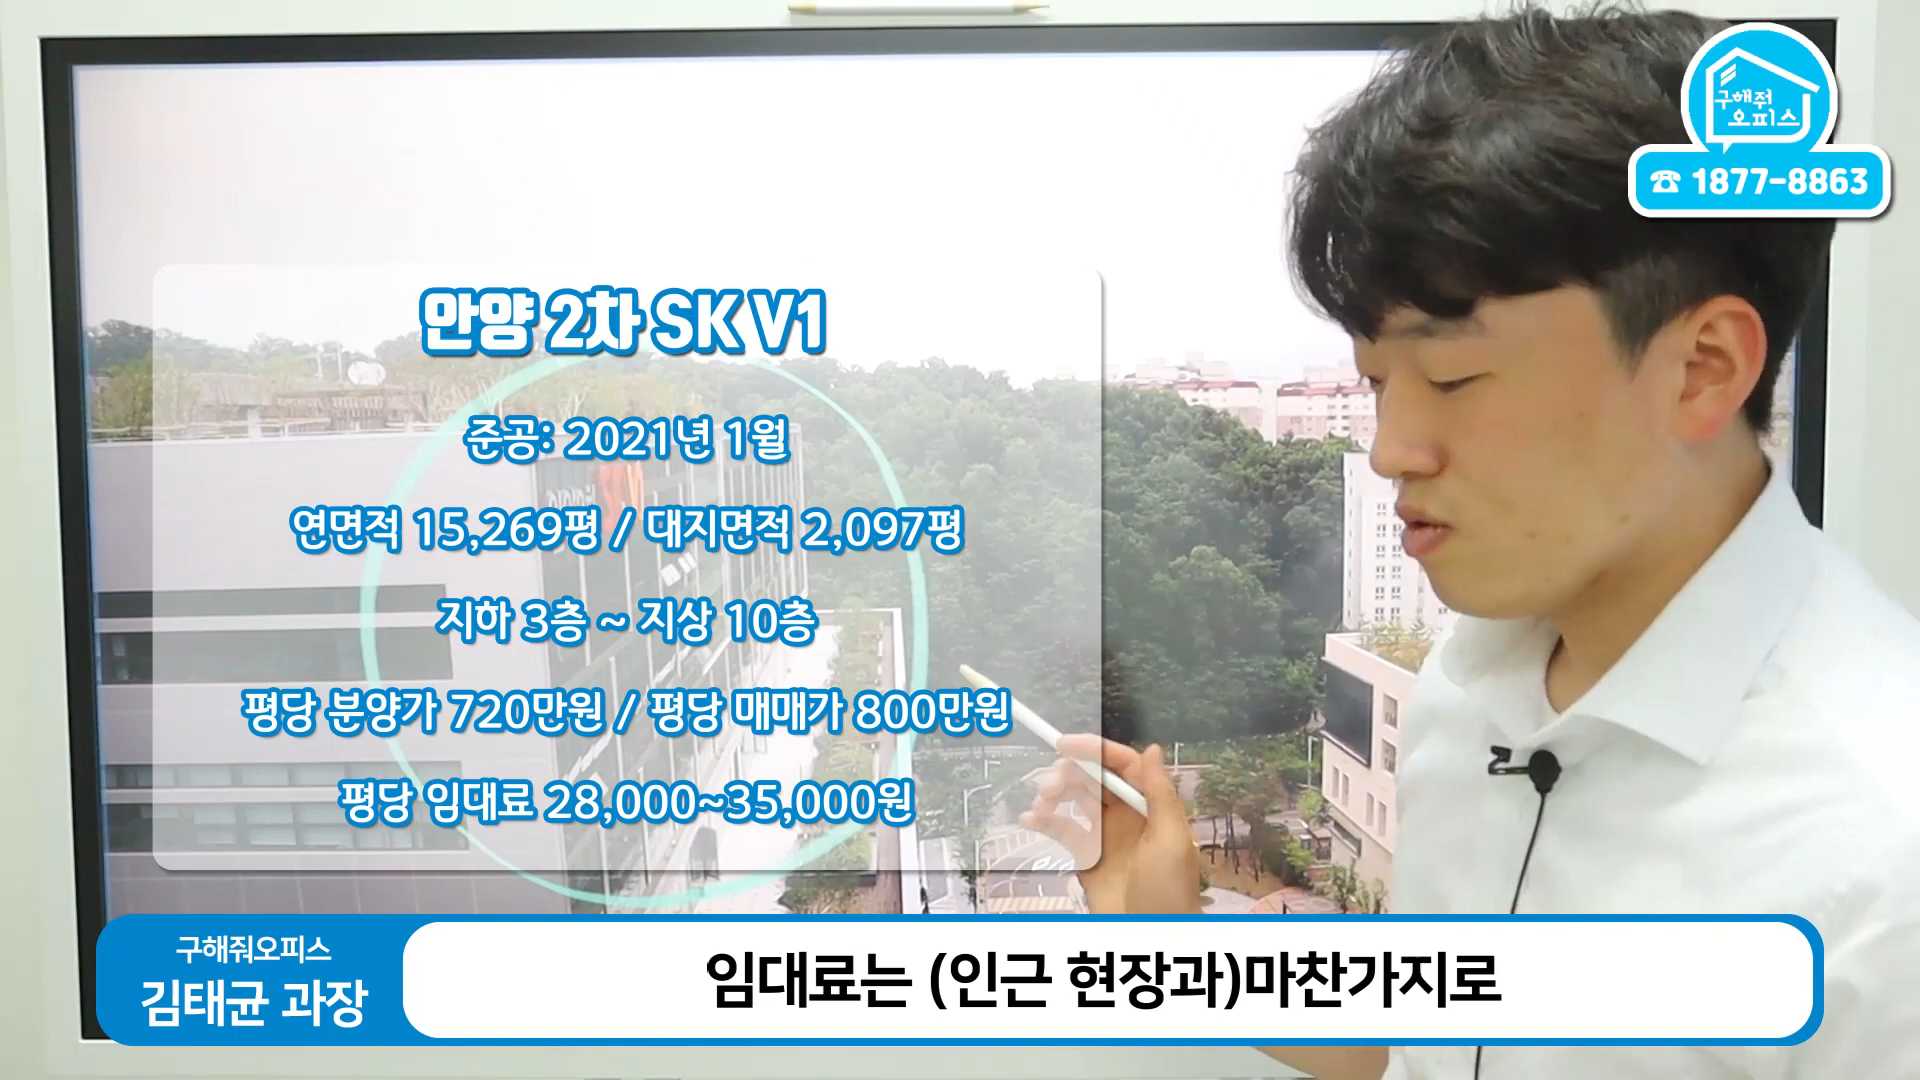 구해줘
오피스
☎ 1877-8863
안양 2차 SK V1
준공: 2021년 1월
연면적 15,269평 / 대지면적 2,097평
지하 3층 ~ 지상 10층
평당 분양가 720만원 / 평당 매매가 800만원
평당 임대료 28,000~35,000원
구해줘오피스
김태균 과장
임대료는 (인근 현장과)마찬가지로